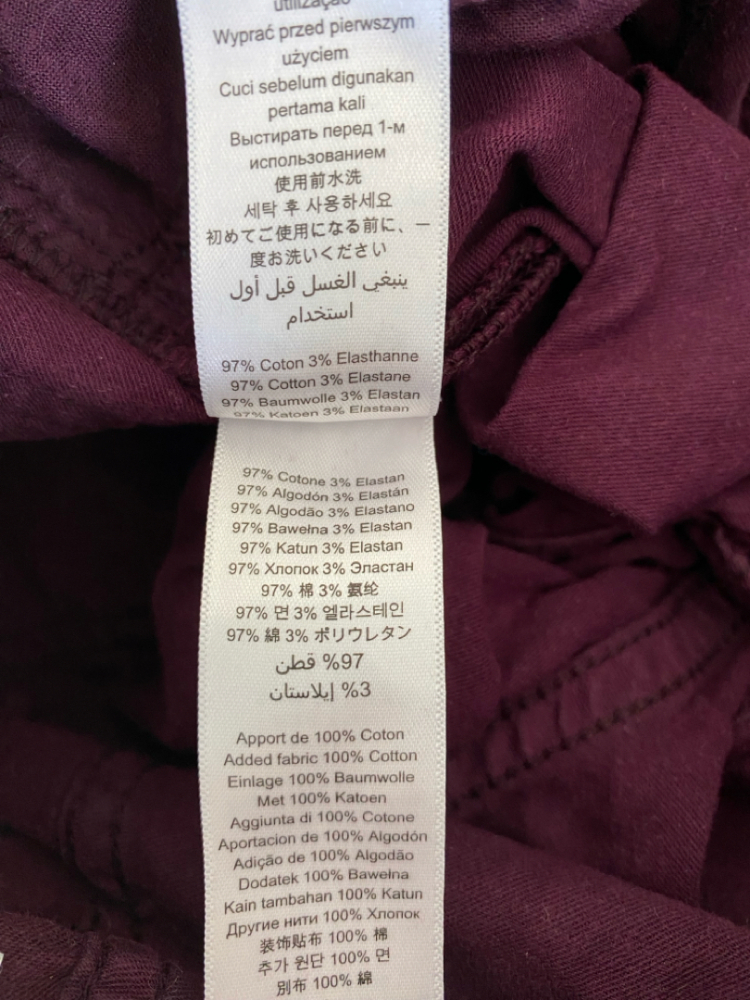 utilização
Wyprać przed pierwszym
użyciem
Cuci sebelum digunakan
pertama kali
Выстирать перед 1-м
использованием
使用前水洗
세탁 후 사용하세요
初めてご使用になる前に、一
度お洗いください
ينبغي الغسل قبل أول
استخدام
97% Coton 3% Elasthanne
97% Cotton 3% Elastane
97% Baumwolle 3% Elastan
97% Katoen 3% Elastaan
97% Cotone 3% Elastan
97% Algodón 3% Elastán
97% Algodão 3% Elastano
97% Bawełna 3% Elastan
97% Katun 3% Elastan
97% Хлопок 3% Эластан
97% 棉 3% 氨纶
97% 면 3% 엘라스테인
97% 綿 3% ポリウレタン
97% قطن
3% إيلاستان
Apport de 100% Coton
Added fabric 100% Cotton
Einlage 100% Baumwolle
Met 100% Katoen
Aggiunta di 100% Cotone
Aportacion de 100% Algodón
Adição de 100% Algodão
Dodatek 100% Bawełna
Kain tambahan 100% Katun
Другие нити 100% Хлопок
装饰贴布 100% 棉
추가 원단 100% 면
別布 100% 綿